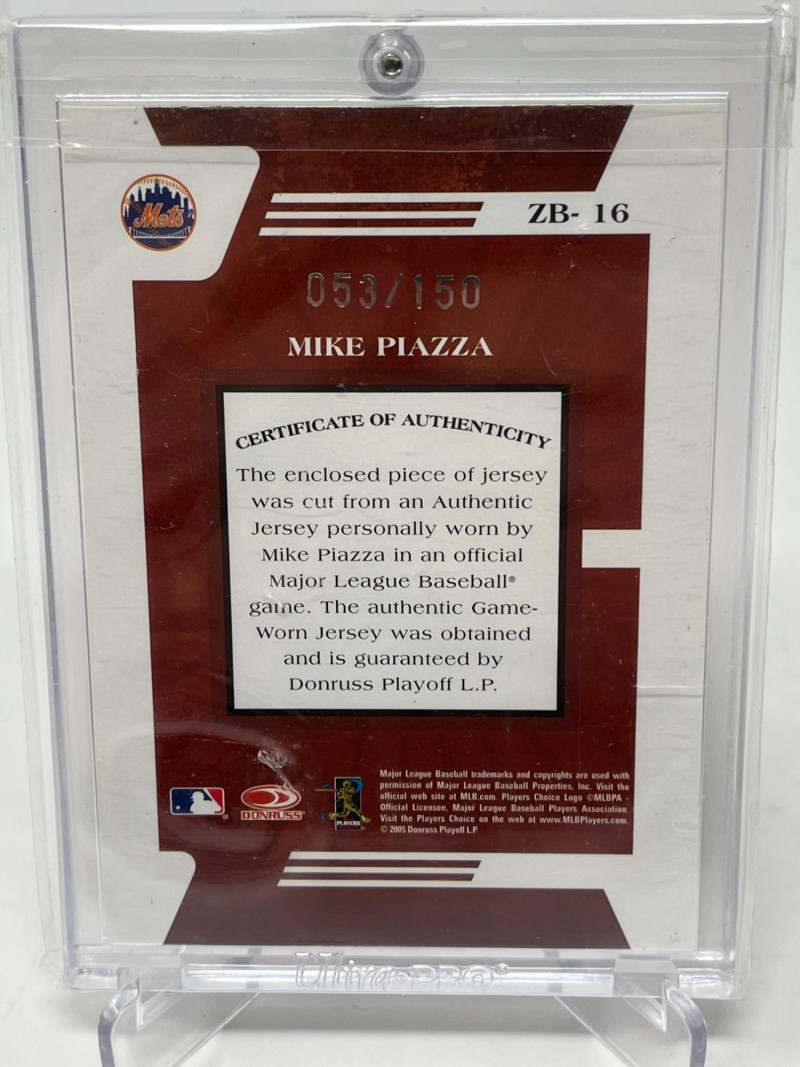 Mets
ZB- 16
053/150
MIKE PIAZZA
CERTIFICATE OF AUTHENTICITY
The enclosed piece of jersey
was cut from an Authentic
Jersey personally worn by
Mike Piazza in an official
Major League Baseball®
game. The authentic Game-
Worn Jersey was obtained
and is guaranteed by
Donruss Playoff L.P.
Major League Baseball trademarks and copyrights are used with
permission of Major League Baseball Properties, Inc. Visit the
official web site at MLB.com. Players Choice Logo ©MLBPA -
Official Licensee, Major League Baseball Players Association.
Visit the Players Choice on the web at www.MLBPlayers.com.
© 2005 Donruss Playoff L.P.
DONRUSS
PLAYERS
Ultra PRO®